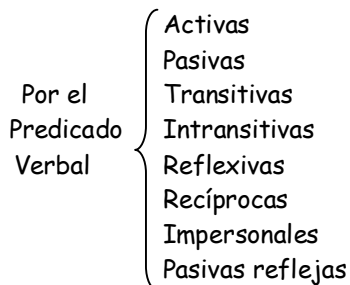 Por el
Predicado
Verbal
Activas
Pasivas
Transitivas
Intransitivas
Reflexivas
Recíprocas
Impersonales
Pasivas reflejas